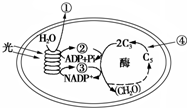 ①
H₂O
光
②
2C₃
④
ADP+Pi
酶
C₅
③
NADP⁺
(CH₂O)